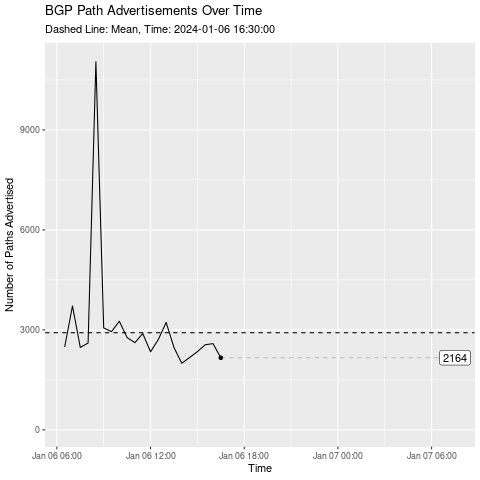 BGP Path Advertisements Over Time
Dashed Line: Mean, Time: 2024-01-06 16:30:00
Number of Paths Advertised
9000
6000
3000
0
2164
Jan 06 06:00
Jan 06 12:00
Jan 06 18:00
Jan 07 00:00
Jan 07 06:00
Time